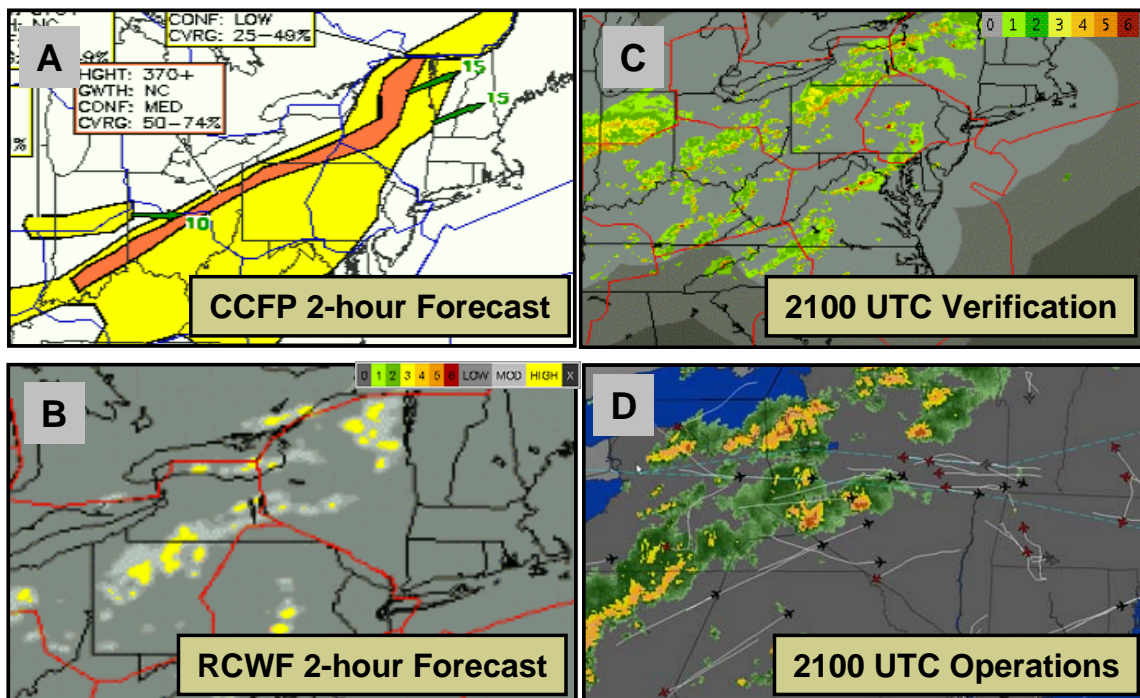 A
CONF: LOW
CVRG: 25-49%
HGHT: 370+
GWTH: NC
CONF: MED
CVRG: 50-74%
15
15
10
CCFP 2-hour Forecast
C
0 1 2 3 4 5 6
2100 UTC Verification
B
0 1 2 3 4 5 6 LOW MOD HIGH X
RCWF 2-hour Forecast
D
2100 UTC Operations